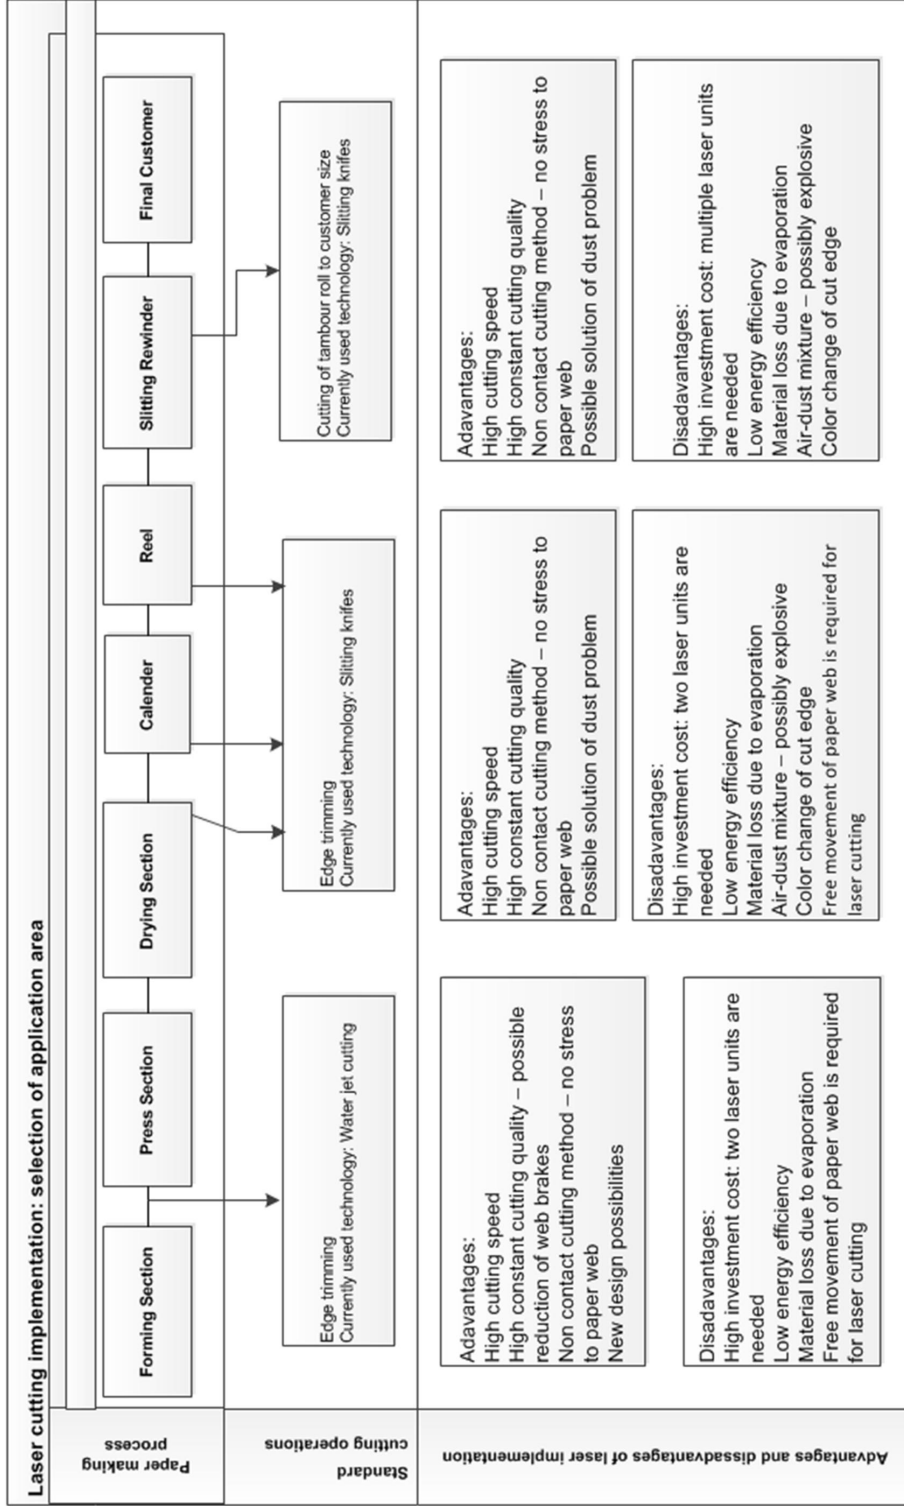 Laser cutting implementation: selection of application area
Paper making
process
Forming Section
Press Section
Drying Section
Calender
Reel
Slitting Rewinder
Final Customer
Standard
cutting operations
Edge trimming
Currently used technology: Water jet cutting
Edge trimming
Currently used technology: Slitting knifes
Cutting of tambour roll to customer size
Currently used technology: Slitting knifes
Advantages and dissadvantages of laser implementation
Adavantages:
High cutting speed
High constant cutting quality – possible
reduction of web brakes
Non contact cutting method – no stress
to paper web
New design possibilities
Adavantages:
High cutting speed
High constant cutting quality
Non contact cutting method – no stress to
paper web
Possible solution of dust problem
Adavantages:
High cutting speed
High constant cutting quality
Non contact cutting method – no stress to
paper web
Possible solution of dust problem
Disadavantages:
High investment cost: two laser units are
needed
Low energy efficiency
Material loss due to evaporation
Free movement of paper web is required
for laser cutting
Disadavantages:
High investment cost: two laser units are
needed
Low energy efficiency
Material loss due to evaporation
Air-dust mixture – possibly explosive
Color change of cut edge
Free movement of paper web is required for
laser cutting
Disadavantages:
High investment cost: multiple laser units
are needed
Low energy efficiency
Material loss due to evaporation
Air-dust mixture – possibly explosive
Color change of cut edge